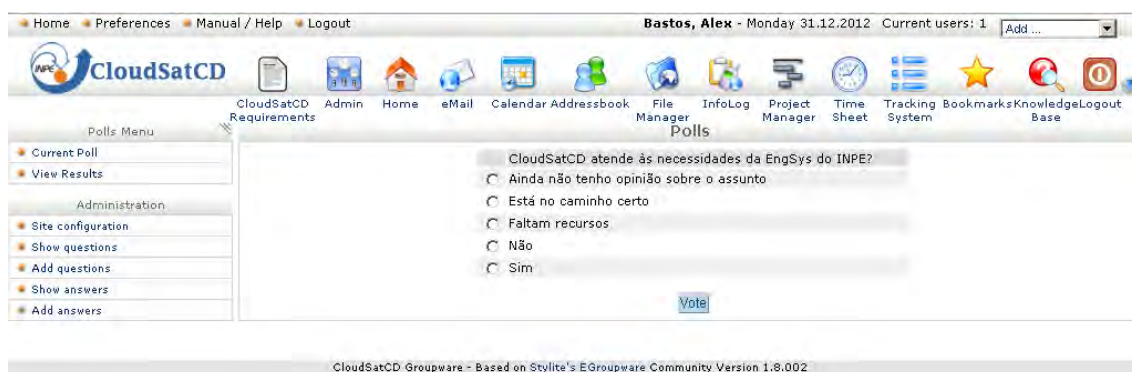 Home Preferences Manual / Help Logout
Bastos, Alex - Monday 31.12.2012 Current users: 1 Add ...
INPE CloudSatCD
CloudSatCD Requirements
Admin
Home
eMail
Calendar
Addressbook
File Manager
InfoLog
Project Manager
Time Sheet
Tracking System
Bookmarks
Knowledge Base
Logout
Polls Menu
Current Poll
View Results
Administration
Site configuration
Show questions
Add questions
Show answers
Add answers
Polls
CloudSatCD atende às necessidades da EngSys do INPE?
Ainda não tenho opinião sobre o assunto
Está no caminho certo
Faltam recursos
Não
Sim
Vote
CloudSatCD Groupware - Based on Stylite's EGroupware Community Version 1.8.002